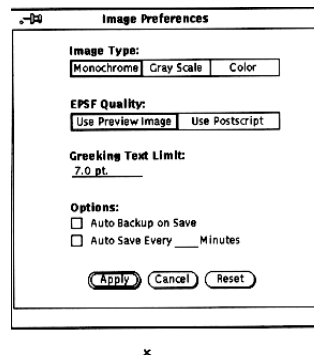 Image Preferences
Image Type:
Monochrome Gray Scale Color
EPSF Quality:
Use Preview Image Use Postscript
Greeking Text Limit:
7.0 pt.
Options:
Auto Backup on Save
Auto Save Every ____ Minutes
Apply Cancel Reset